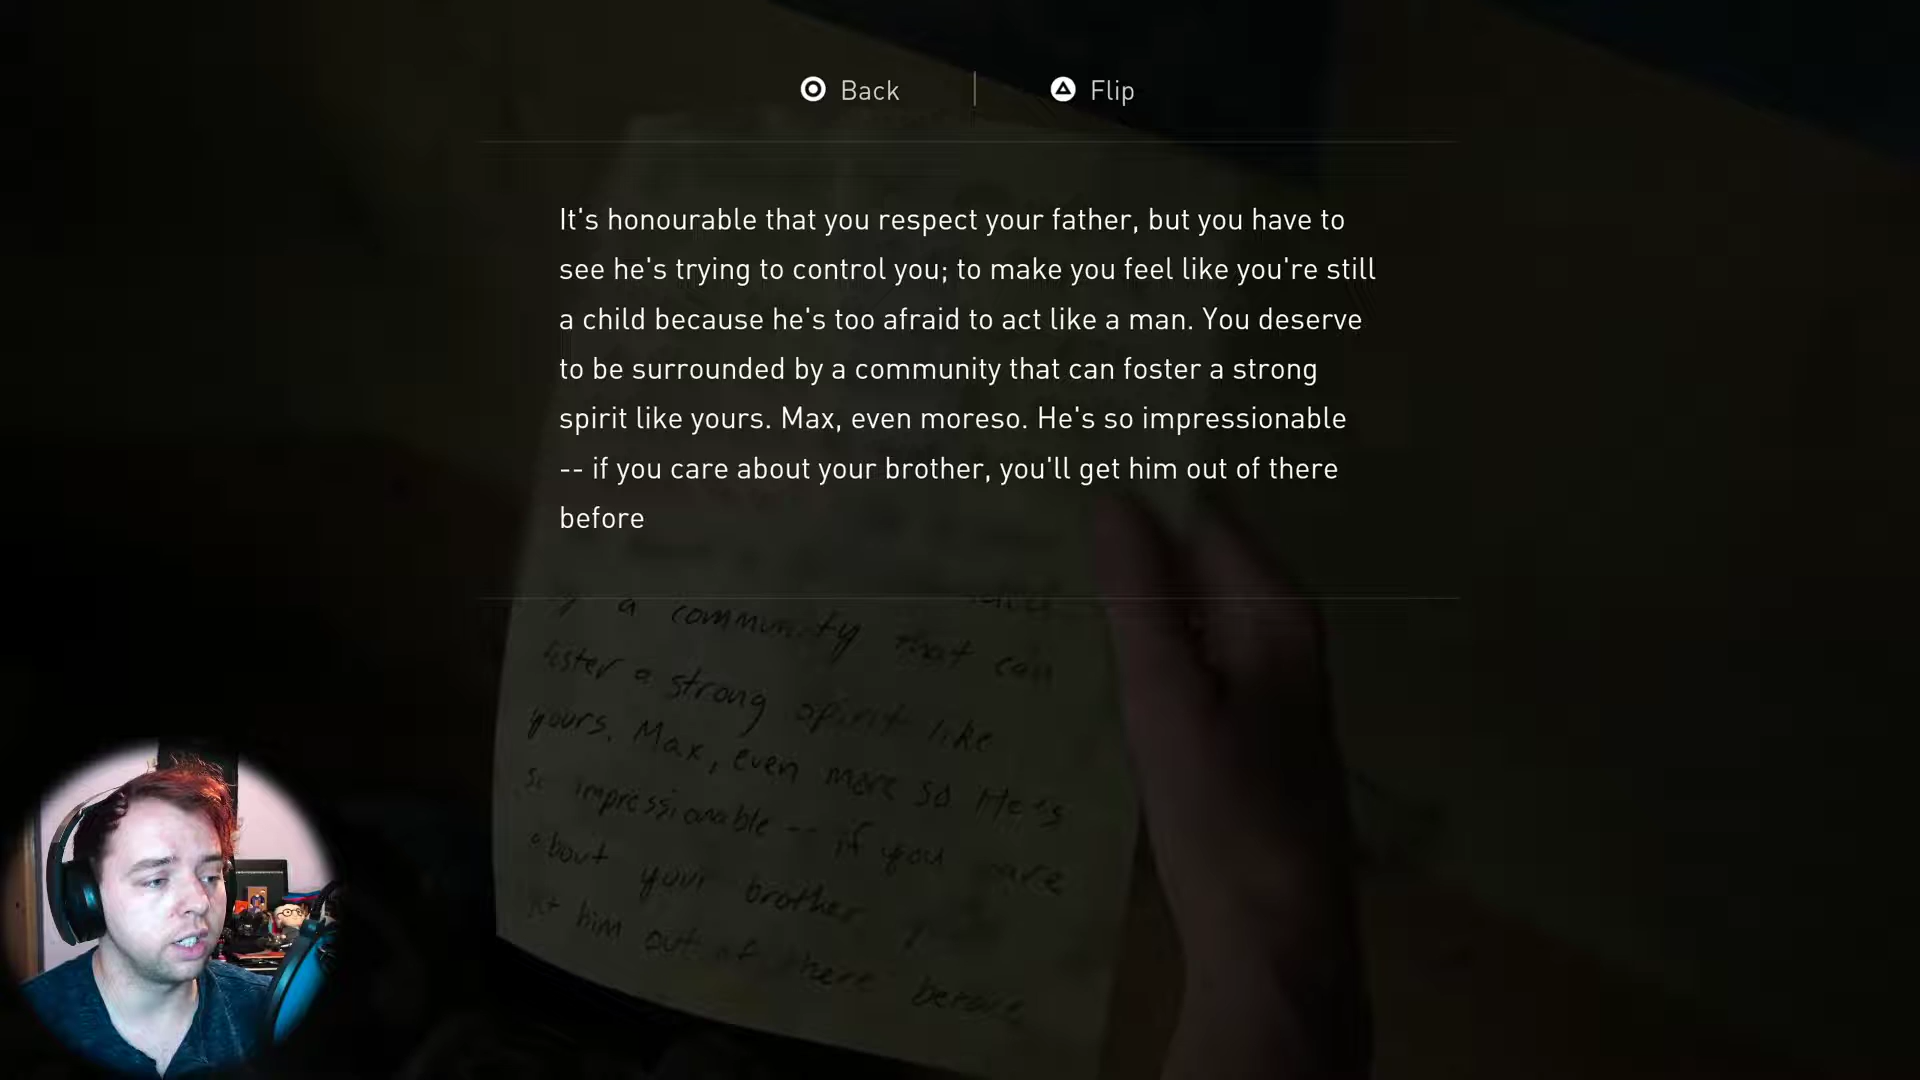 Back | Flip
It's honourable that you respect your father, but you have to
see he's trying to control you; to make you feel like you're still
a child because he's too afraid to act like a man. You deserve
to be surrounded by a community that can foster a strong
spirit like yours. Max, even moreso. He's so impressionable
-- if you care about your brother, you'll get him out of there
before
a community that can
foster a strong spirit like
yours. Max, even more so He's
so impressionable -- if you care
about your brother
him out of there before